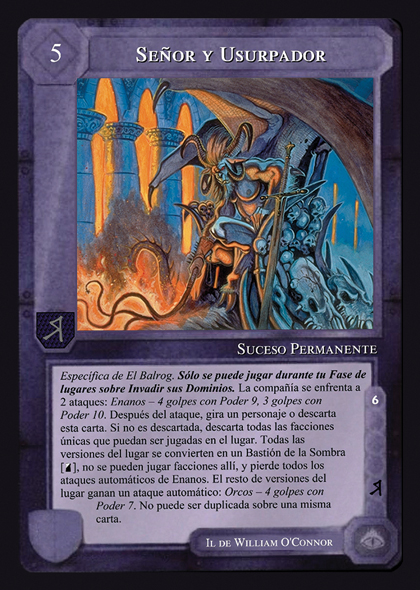 5
Señor y Usurpador
Suceso Permanente
Específica de El Balrog. Sólo se puede jugar durante tu Fase de
lugares sobre Invadir sus Dominios. La compañía se enfrenta a
2 ataques: Enanos – 4 golpes con Poder 9, 3 golpes con
Poder 10. Después del ataque, gira un personaje o descarta
esta carta. Si no es descartada, descarta todas las facciones
únicas que puedan ser jugadas en el lugar. Todas las
versiones del lugar se convierten en un Bastión de la Sombra
[], no se pueden jugar facciones allí, y pierde todos los
ataques automáticos de Enanos. El resto de versiones del
lugar ganan un ataque automático: Orcos – 4 golpes con
Poder 7. No puede ser duplicada sobre una misma
carta.
6
Il de William O'Connor